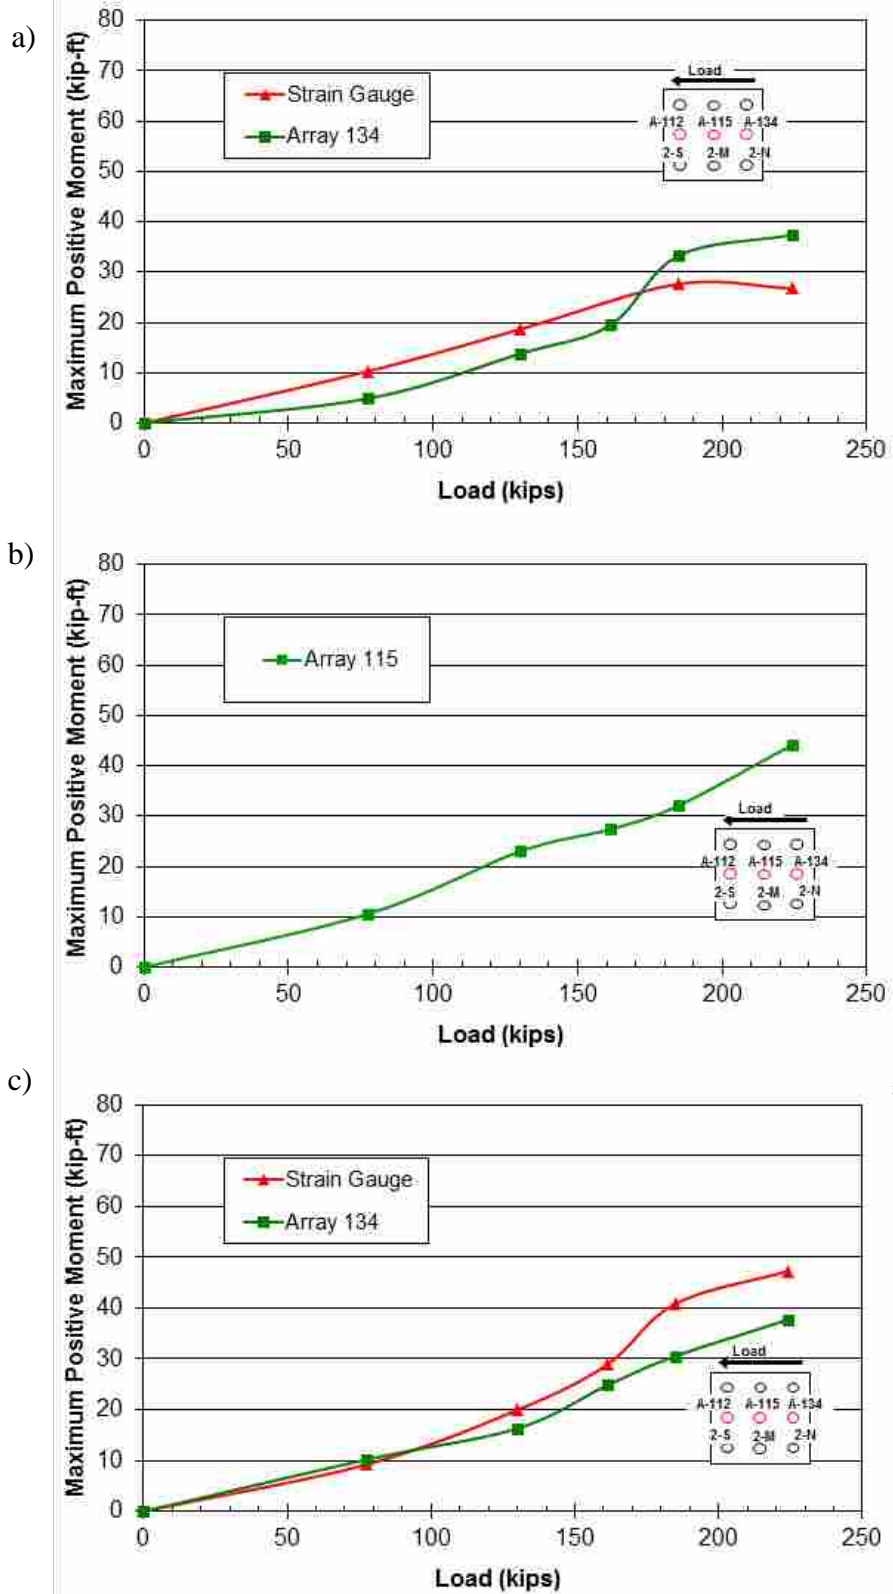 a)
Maximum Positive Moment (kip-ft)
80
70
60
50
40
30
20
10
0
Strain Gauge
Array 134
Load
A-112 A-115 A-134
2-S 2-M 2-N
0 50 100 150 200 250
Load (kips)
b)
Maximum Positive Moment (kip-ft)
80
70
60
50
40
30
20
10
0
Array 115
Load
A-112 A-115 A-134
2-S 2-M 2-N
0 50 100 150 200 250
Load (kips)
c)
Maximum Positive Moment (kip-ft)
80
70
60
50
40
30
20
10
0
Strain Gauge
Array 134
Load
A-112 A-115 A-134
2-S 2-M 2-N
0 50 100 150 200 250
Load (kips)